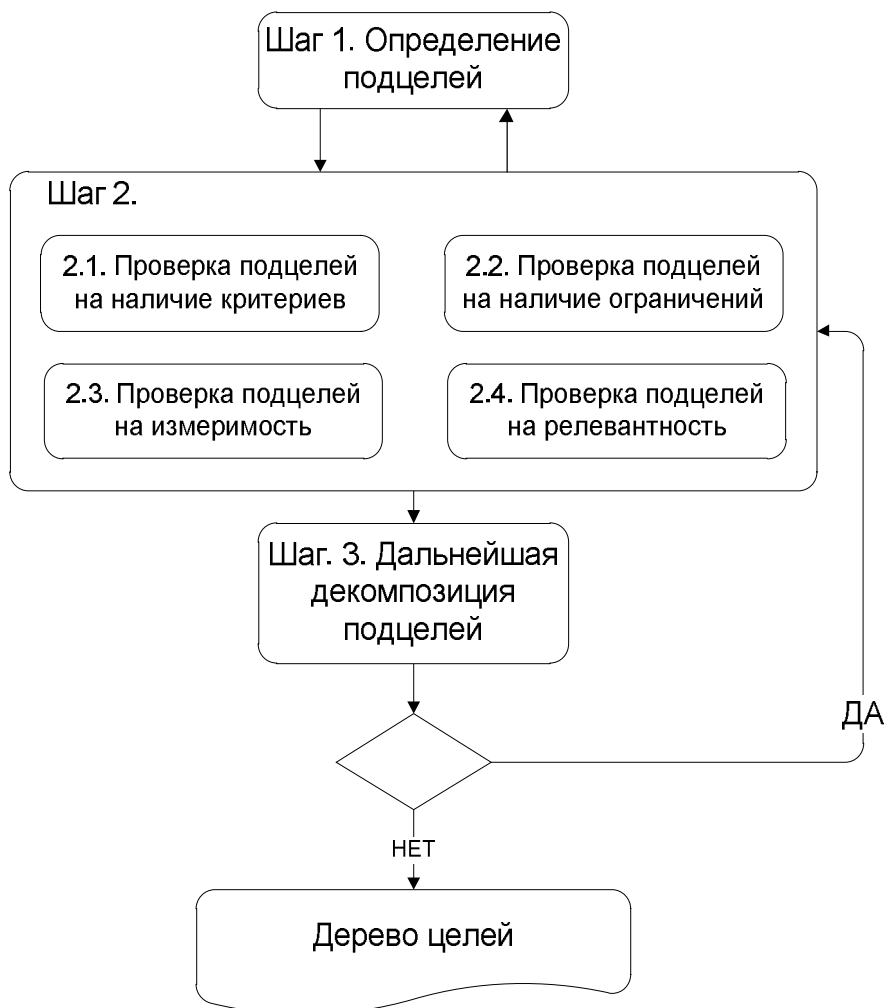 Шаг 1. Определение
подцелей
Шаг 2.
2.1. Проверка подцелей
на наличие критериев
2.2. Проверка подцелей
на наличие ограничений
2.3. Проверка подцелей
на измеримость
2.4. Проверка подцелей
на релевантность
Шаг. 3. Дальнейшая
декомпозиция
подцелей
ДА
НЕТ
Дерево целей